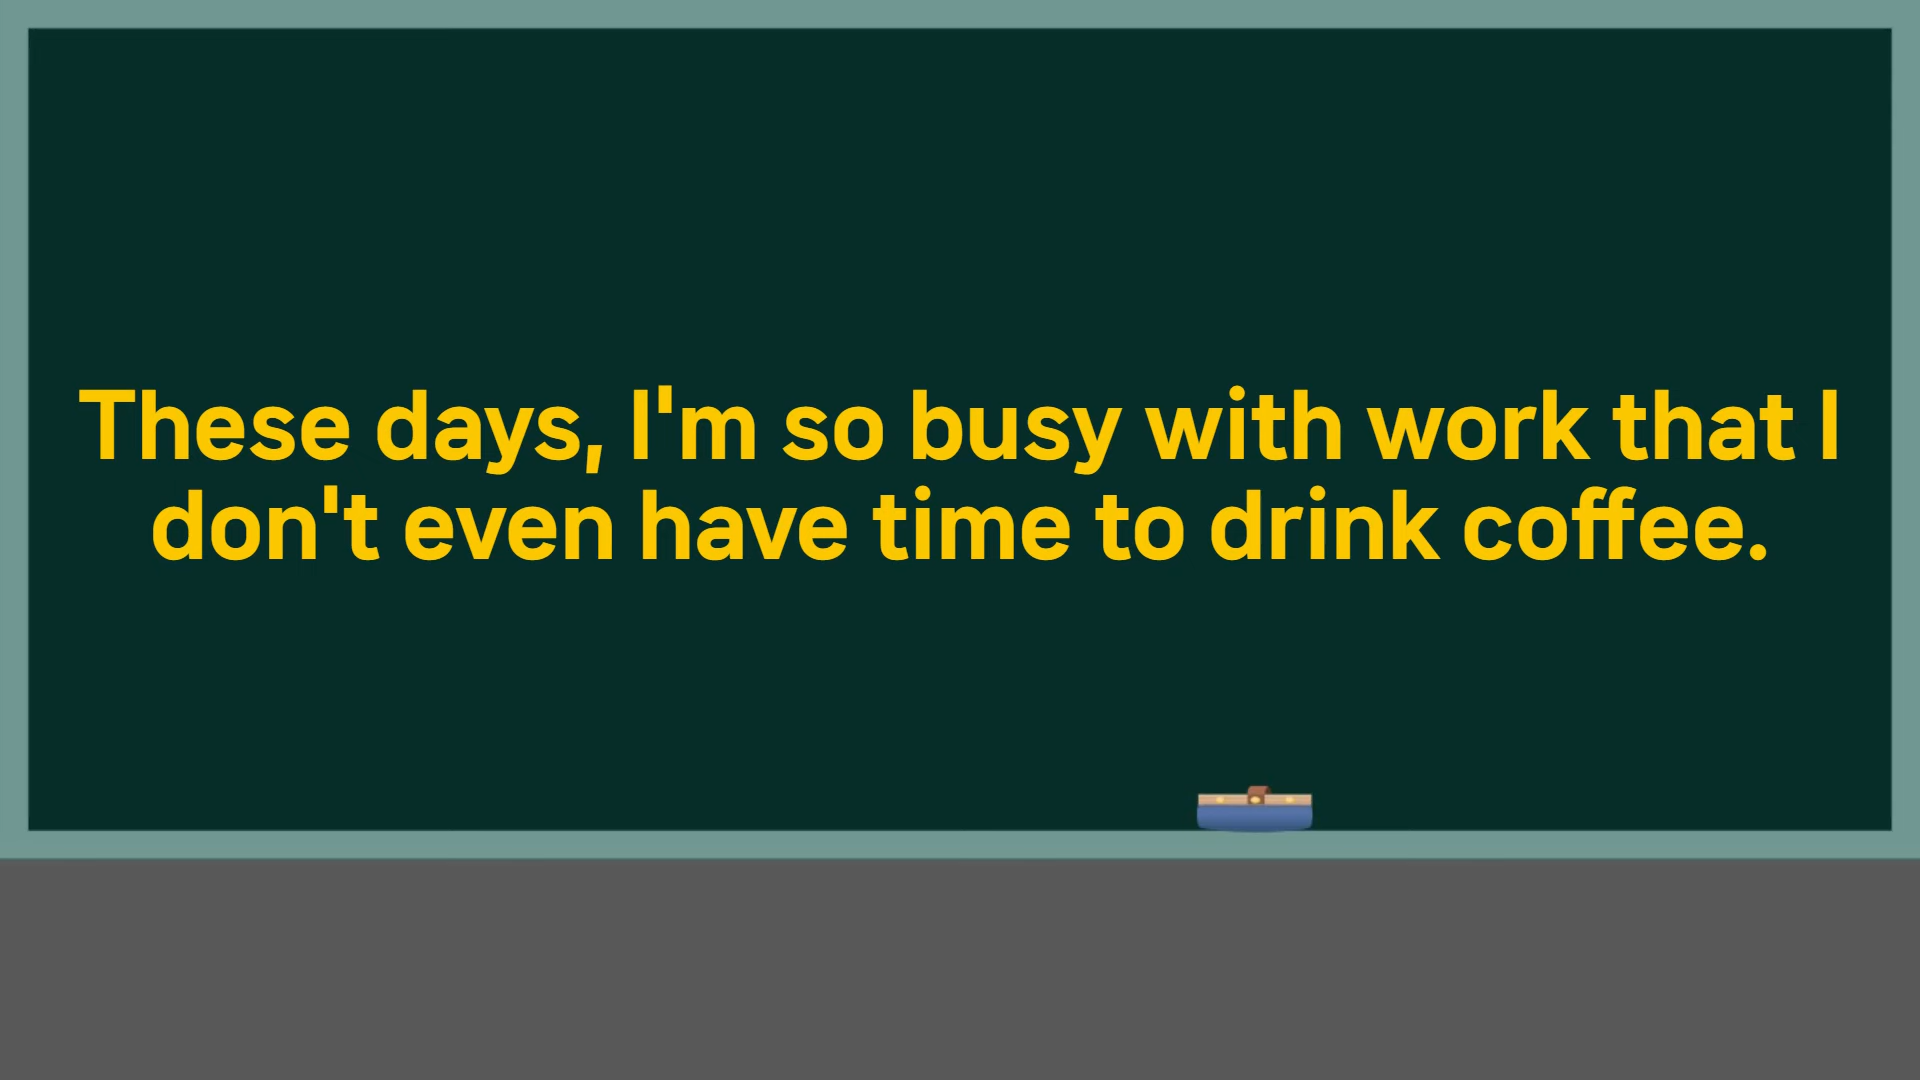 These days, I'm so busy with work that I
don't even have time to drink coffee.